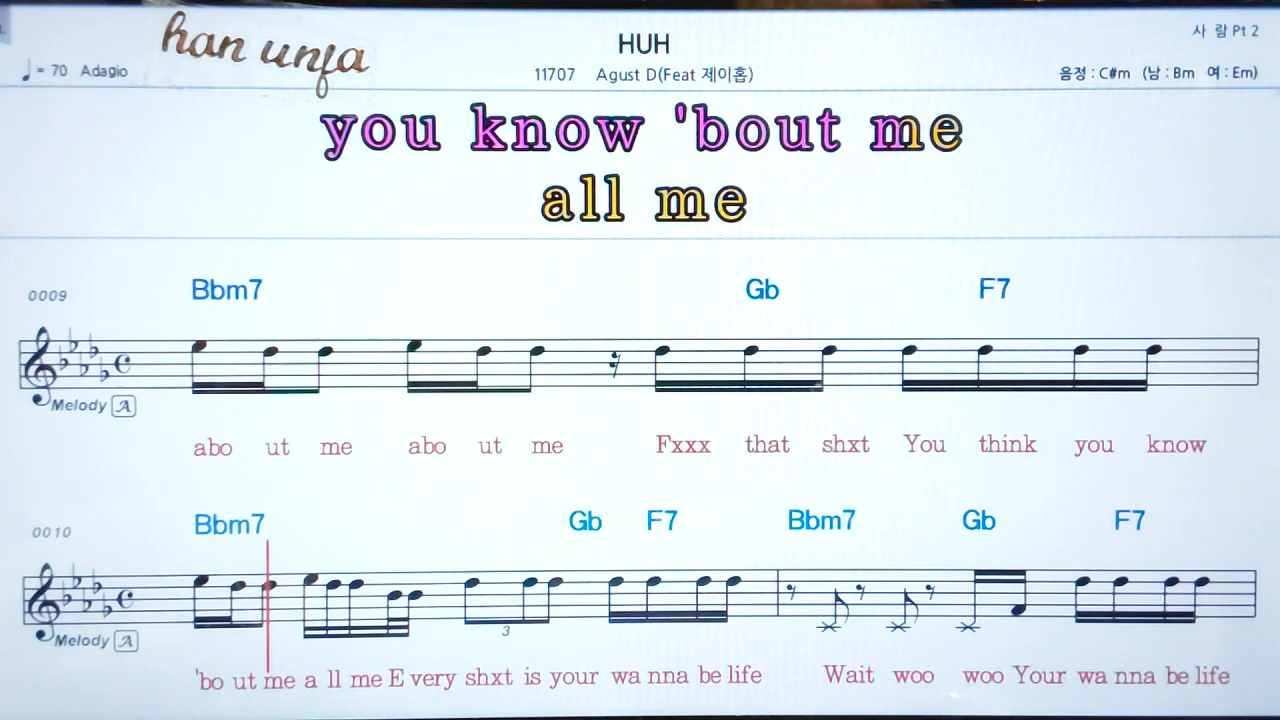 han unfa
HUH
사 람 Pt 2
♩ = 70 Adagio
11707 Agust D(Feat 제이홉)
음정 : C#m (남 : Bm 여 : Em)
you know 'bout me
all me
0009
Bbm7 Gb F7
Melody A
abo ut me abo ut me Fxxx that shxt You think you know
0010
Bbm7 Gb F7 Bbm7 Gb F7
3
Melody A
'bo ut me a ll me E very shxt is your wa nna be life Wait woo woo Your wa nna be life